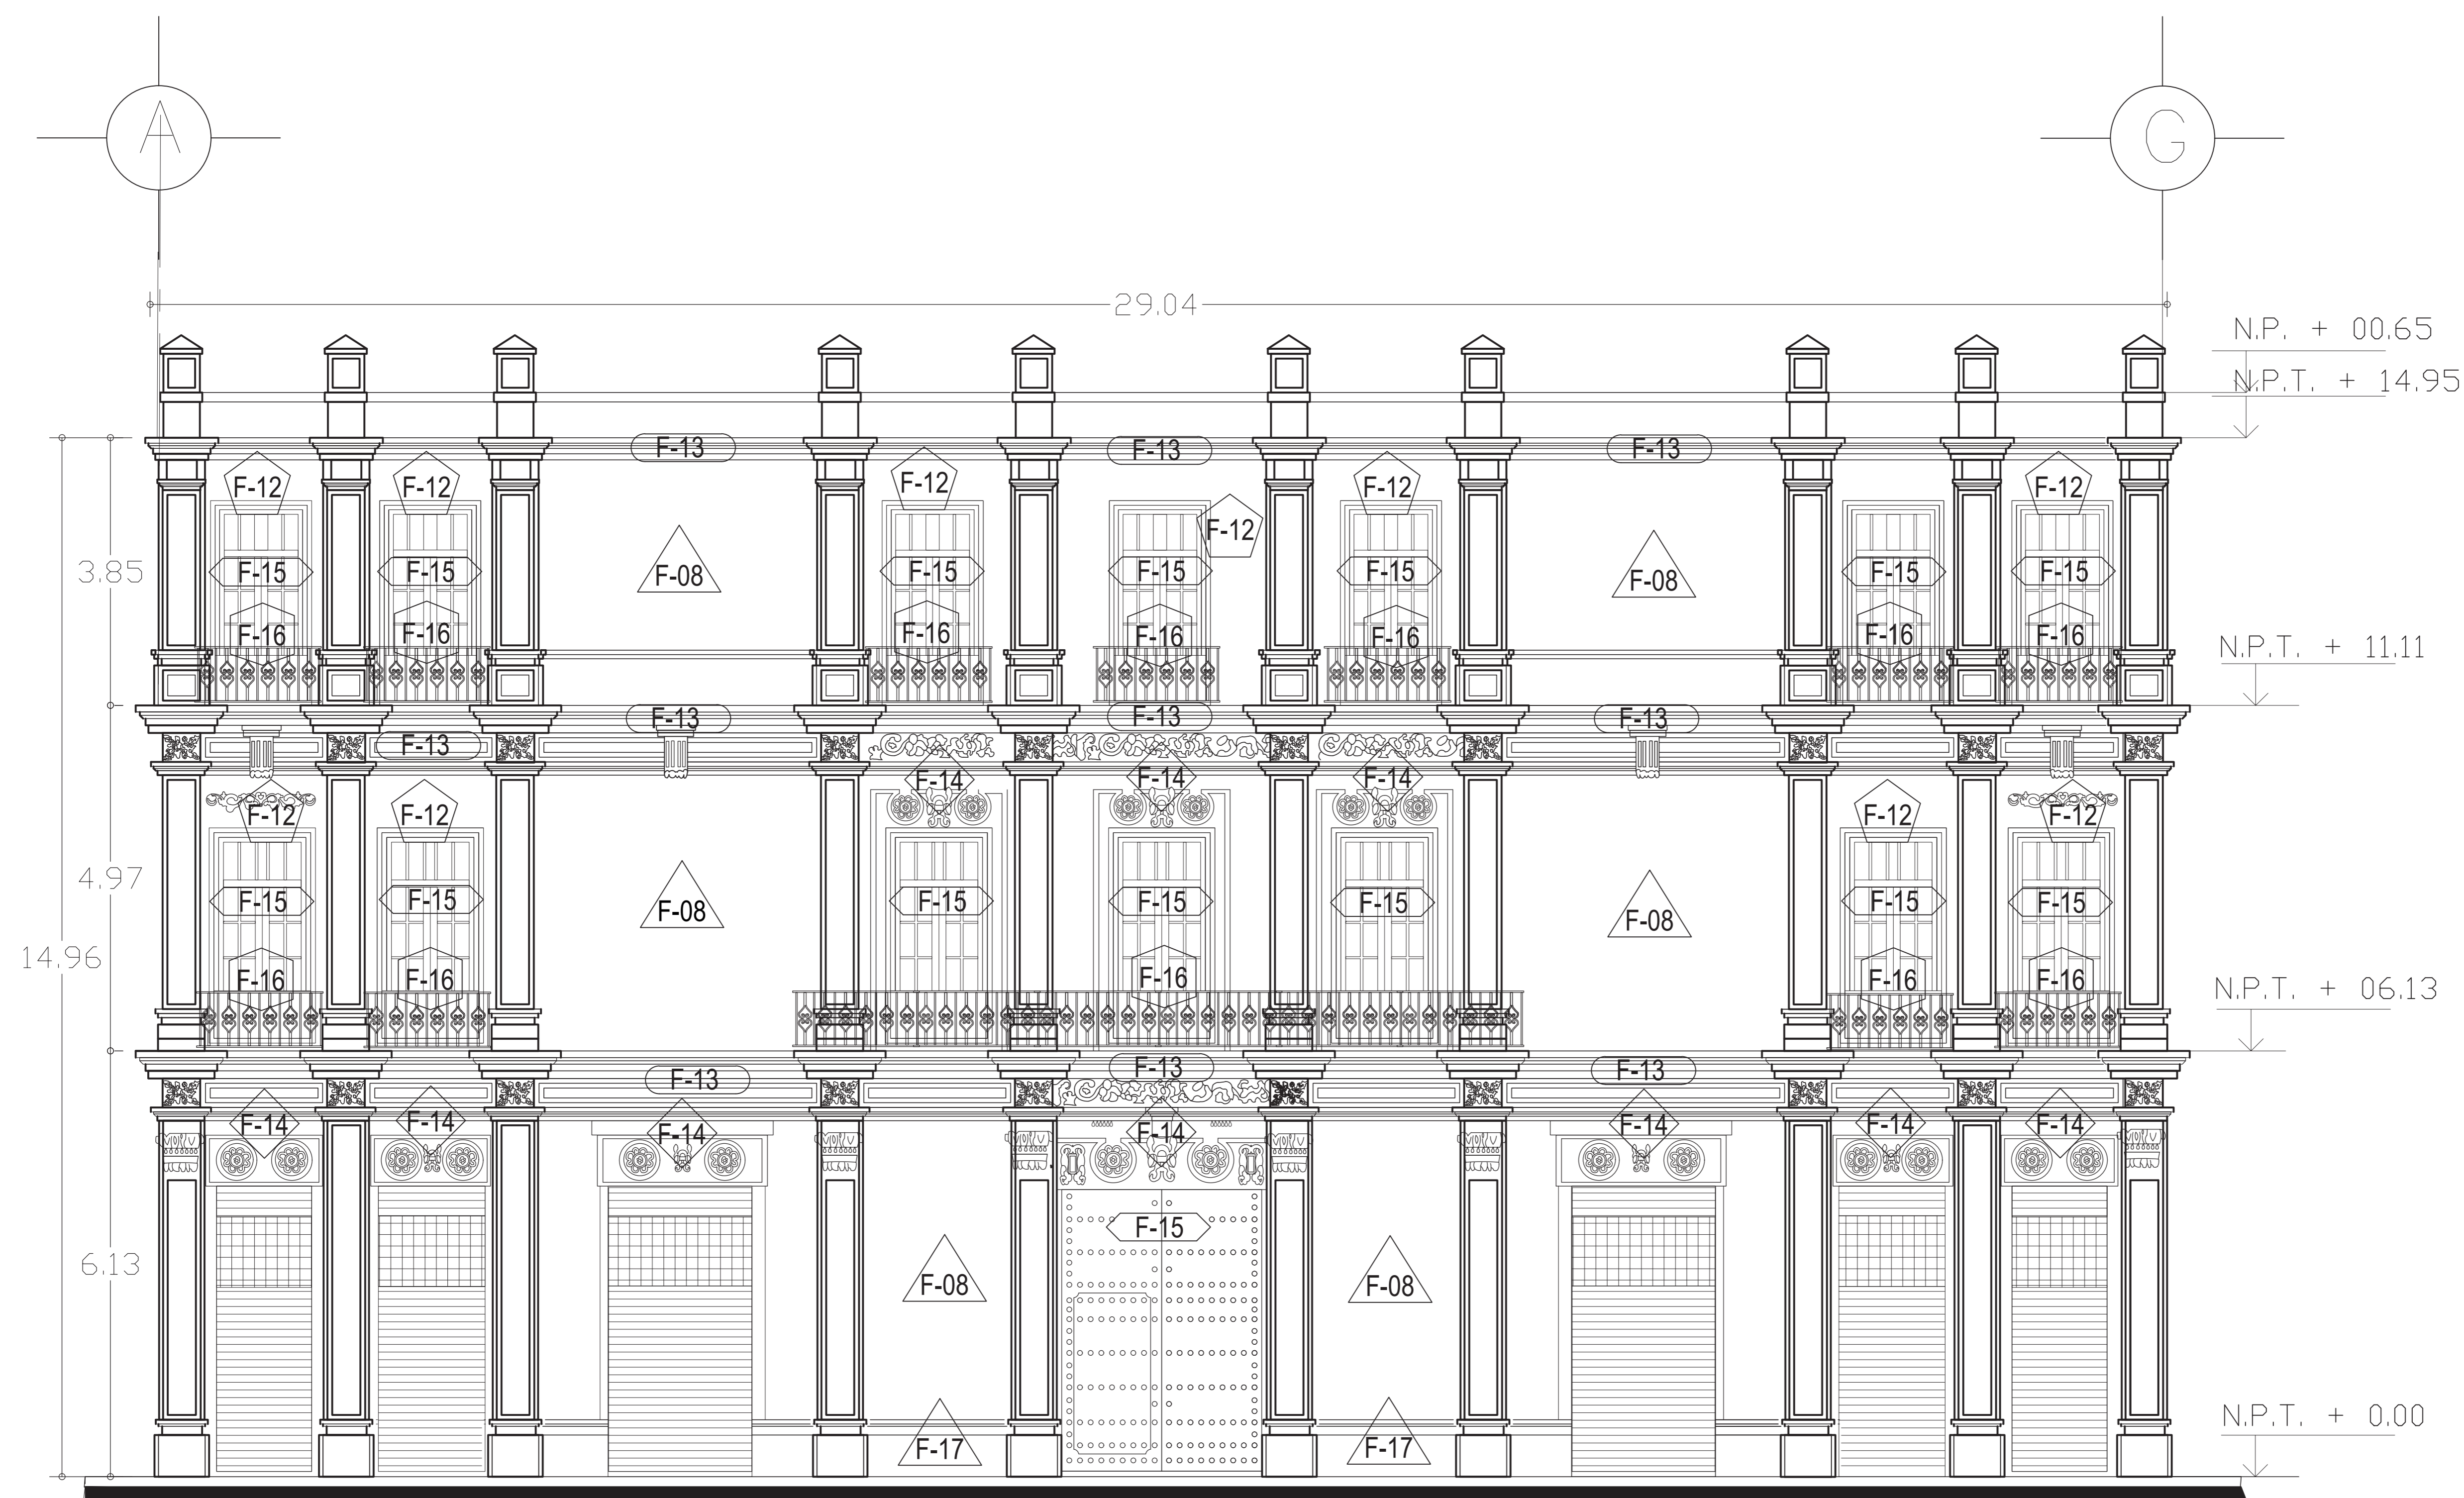 A
G
29.04
N.P. + 00.65
N.P.T. + 14.95
F-13 F-13 F-13
F-12 F-12 F-12 F-12 F-12
F-12
3.85
F-15 F-15 F-08 F-15 F-15 F-15 F-08 F-15 F-15
F-16 F-16 F-16 F-16 F-16 F-16 F-16
N.P.T. + 11.11
F-13 F-13 F-13
F-13
F-14 F-14 F-14
F-12 F-12 F-12 F-12
4.97
F-15 F-15 F-08 F-15 F-15 F-15 F-08 F-15 F-15
14.96
F-16 F-16 F-16 F-16 F-16
N.P.T. + 06.13
F-13 F-13 F-13
F-14 F-14 F-14 F-14 F-14 F-14 F-14
F-15
6.13
F-08 F-08
N.P.T. + 0.00
F-17 F-17